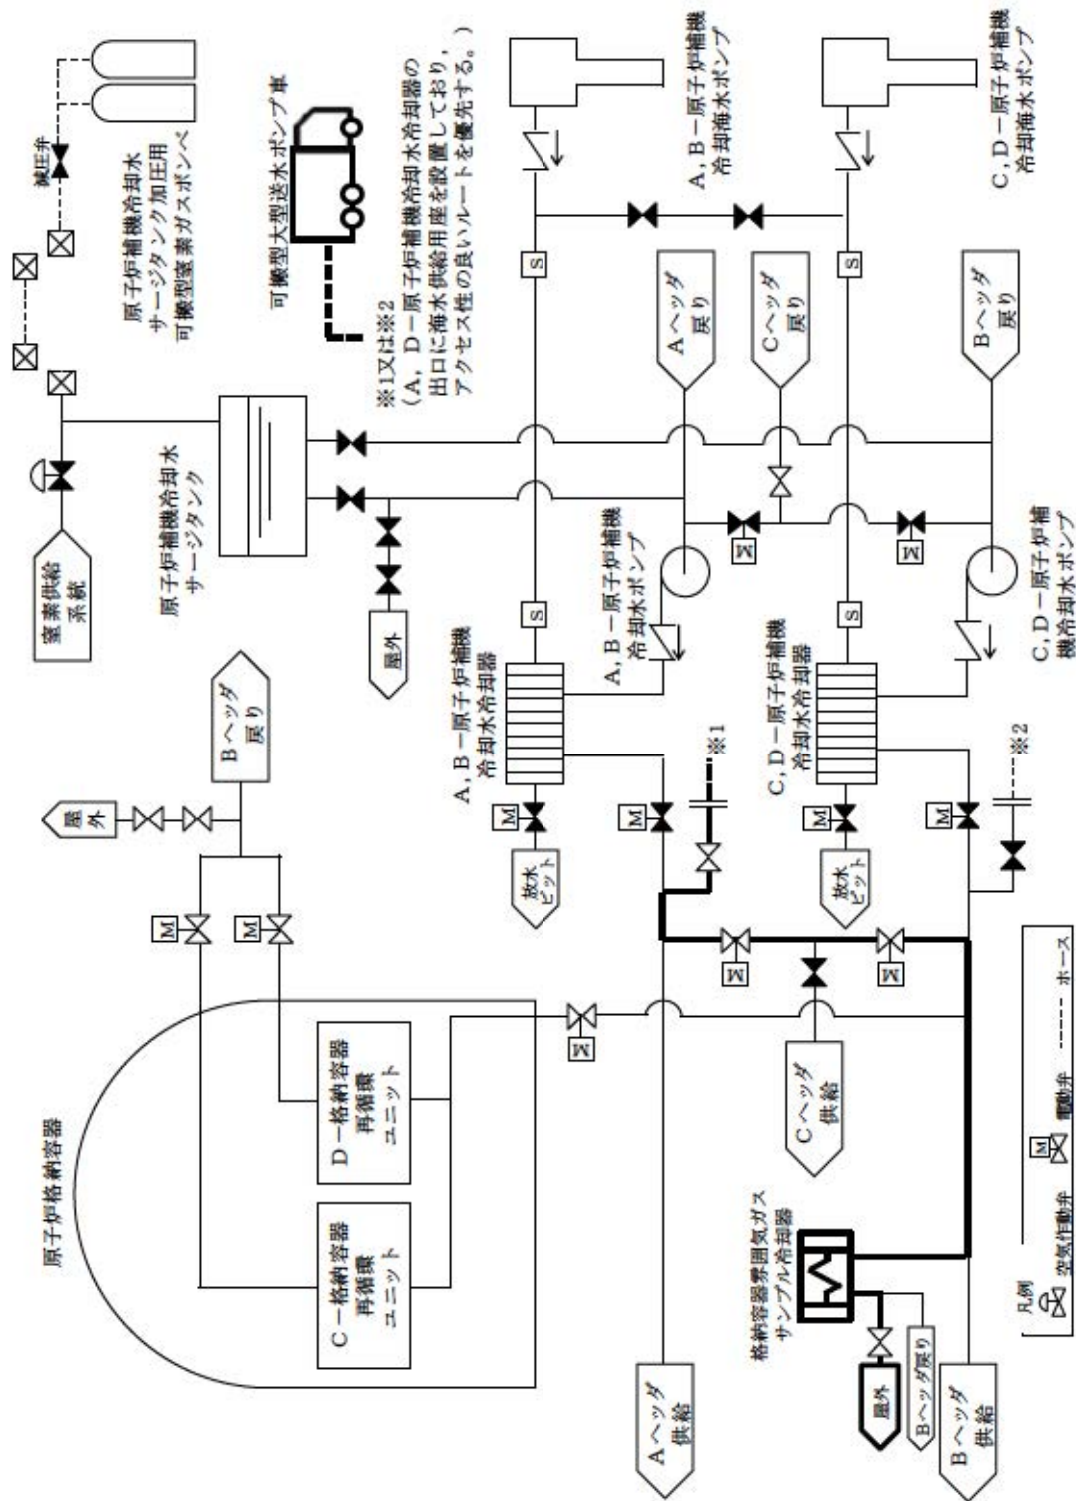 原子炉格納容器
C－格納容器
再循環
ユニット
D－格納容器
再循環
ユニット
M
M
M
屋
外
Bヘッダ
戻り
窒素供給
系統
原子炉補機冷却水
サージタンク
減圧弁
原子炉補機冷却水
サージタンク加圧用
可搬型窒素ガスボンベ
可搬型大型送水ポンプ車
※1又は※2
（A，D－原子炉補機冷却水冷却器の
出口に海水供給用座を設置しており，
アクセス性の良いルートを優先する。）
屋外
A，B－原子炉補機
冷却水冷却器
S
S
A，B－原子炉補機
冷却海水ポンプ
M
放水
ピット
M
※1
A，B－原子炉補機
冷却水ポンプ
Aヘッダ
戻り
Cヘッダ
戻り
Bヘッダ
戻り
M
M
C，D－原子炉補機
冷却水冷却器
S
S
C，D－原子炉補機
冷却海水ポンプ
M
放水
ピット
M
※2
C，D－原子炉補
機冷却水ポンプ
M
M
Cヘッダ
供給
格納容器雰囲気ガス
サンプル冷却器
屋外
Bヘッダ戻り
Aヘッダ
供給
Bヘッダ
供給
凡例
空気作動弁
M
電動弁
ホース